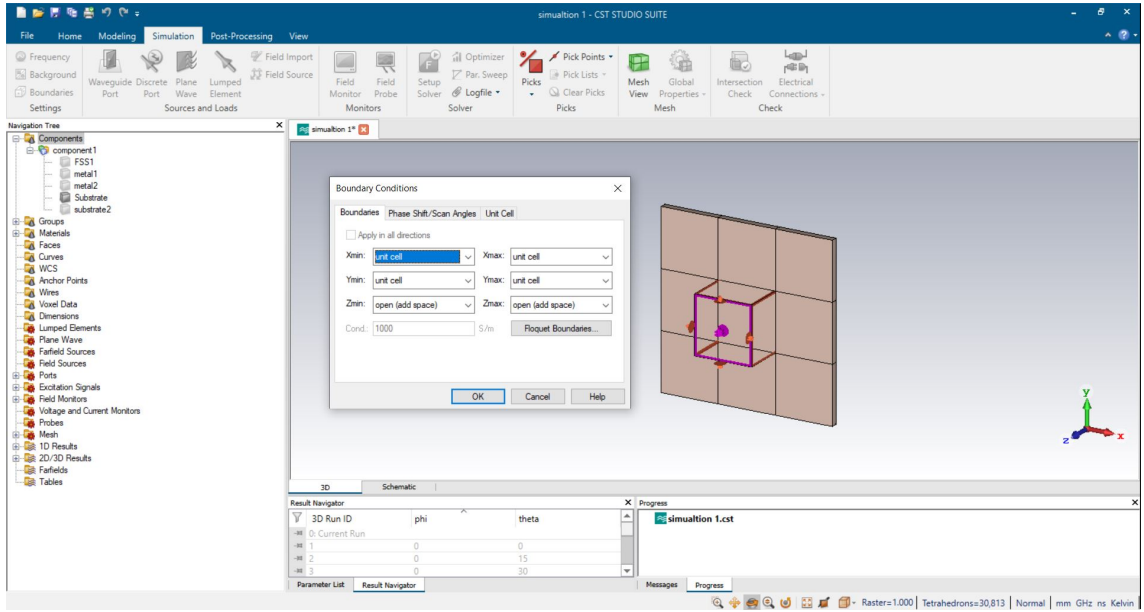 simualtion 1 - CST STUDIO SUITE
File Home Modeling Simulation Post-Processing View
Frequency
Background
Boundaries
Settings
Waveguide Port
Discrete Port
Plane Wave
Lumped Element
Sources and Loads
Field Import
Field Source
Field Monitor
Field Probe
Monitors
Setup Solver
Optimizer
Par. Sweep
Logfile
Solver
Picks
Pick Points
Pick Lists
Clear Picks
Picks
Mesh View
Global Properties
Mesh
Intersection Check
Electrical Connections
Check
Navigation Tree
Components
component1
FSS1
metal1
metal2
Substrate
substrate2
Groups
Materials
Faces
Curves
WCS
Anchor Points
Wires
Voxel Data
Dimensions
Lumped Elements
Plane Wave
Farfield Sources
Field Sources
Ports
Excitation Signals
Field Monitors
Voltage and Current Monitors
Probes
Mesh
1D Results
2D/3D Results
Farfields
Tables
simualtion 1*
Boundary Conditions
Boundaries Phase Shift/Scan Angles Unit Cell
Apply in all directions
Xmin: unit cell Xmax: unit cell
Ymin: unit cell Ymax: unit cell
Zmin: open (add space) Zmax: open (add space)
Cond.: 1000 S/m Floquet Boundaries...
OK Cancel Help
y
z x
3D Schematic
Result Navigator
3D Run ID phi theta
0: Current Run
1 0 0
2 0 15
3 0 30
Parameter List Result Navigator
Progress
simualtion 1.cst
Messages Progress
Raster=1.000 Tetrahedrons=30,813 Normal mm GHz ns Kelvin